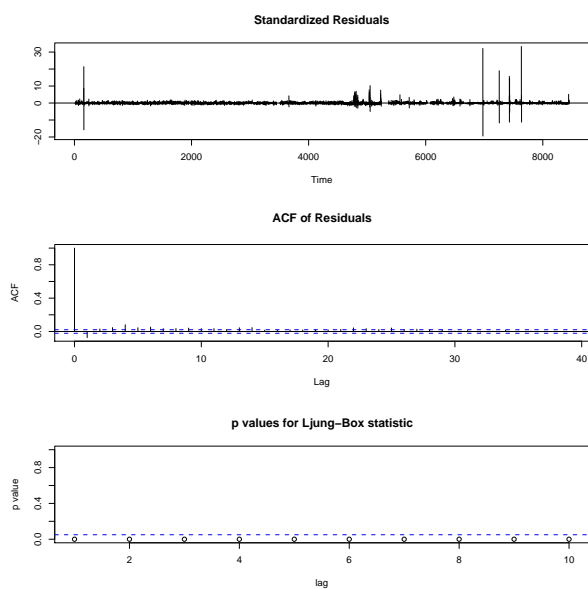 Standardized Residuals
30
10
0
−20
0 2000 4000 6000 8000
Time
ACF of Residuals
0.8
0.4
0.0
ACF
0 10 20 30 40
Lag
p values for Ljung−Box statistic
0.8
0.4
0.0
p value
2 4 6 8 10
lag